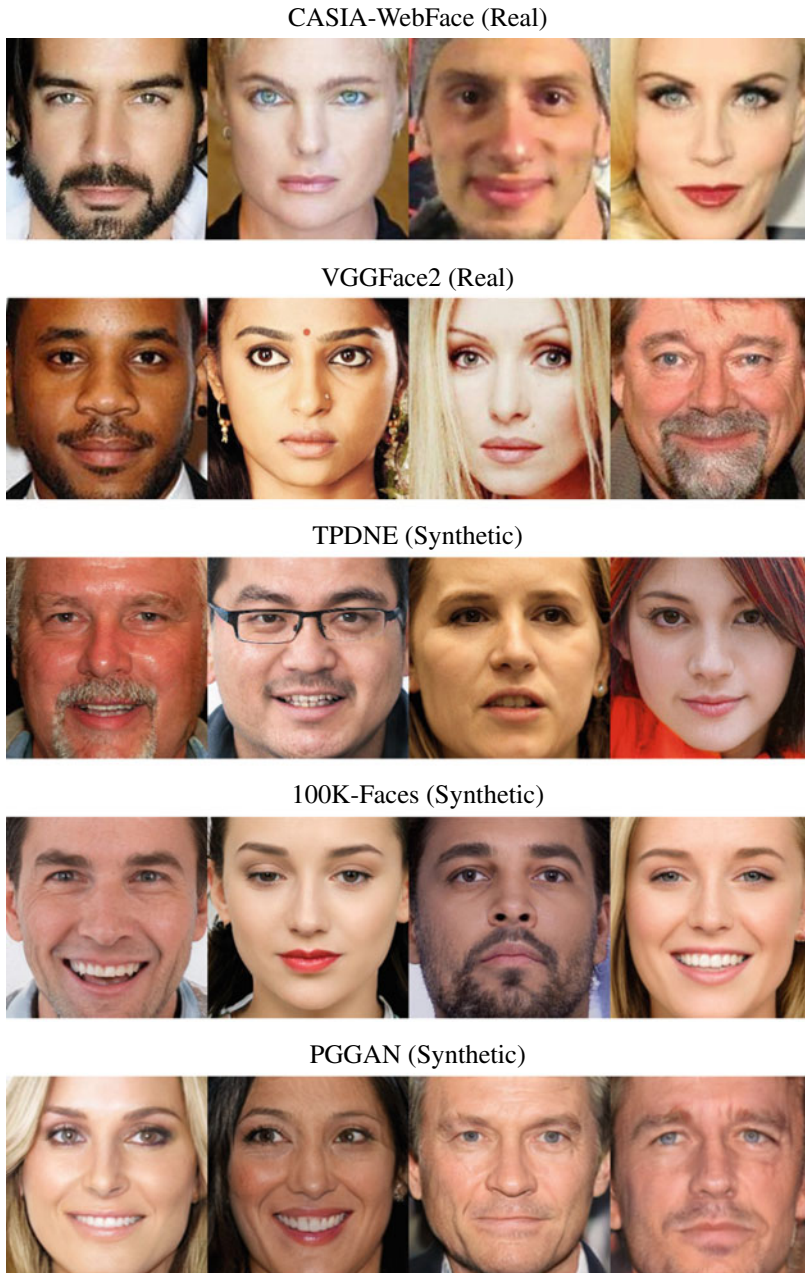 CASIA-WebFace (Real)
VGGFace2 (Real)
TPDNE (Synthetic)
100K-Faces (Synthetic)
PGGAN (Synthetic)